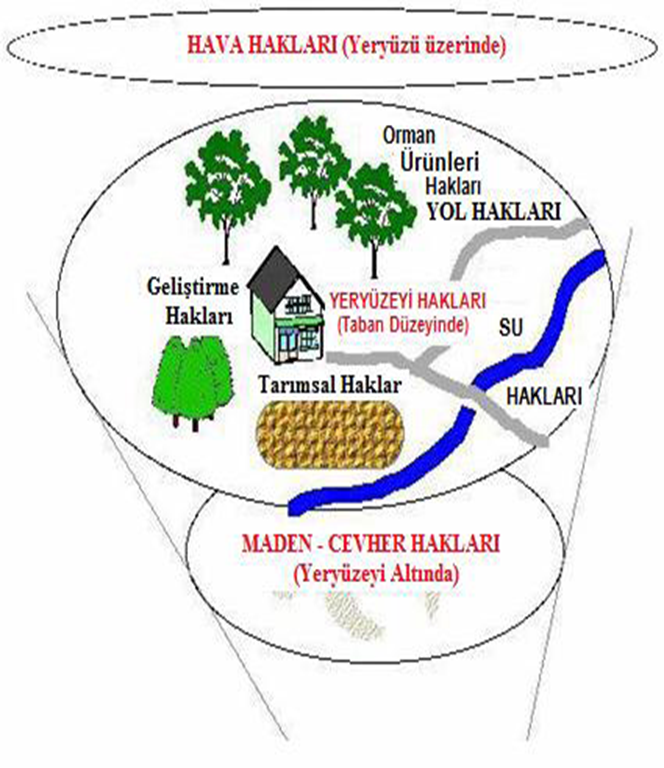 HAVA HAKLARI (Yeryüzü üzerinde)
Orman
Ürünleri
Hakları
YOL HAKLARI
Geliştirme
Hakları
YERYÜZEYİ HAKLARI
(Taban Düzeyinde)
SU
HAKLARI
Tarımsal Haklar
MADEN - CEVHER HAKLARI
(Yeryüzeyi Altında)